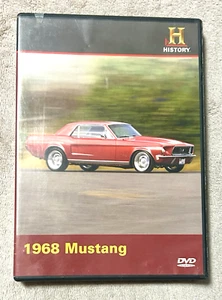 H
HISTORY
1968 Mustang
DVD